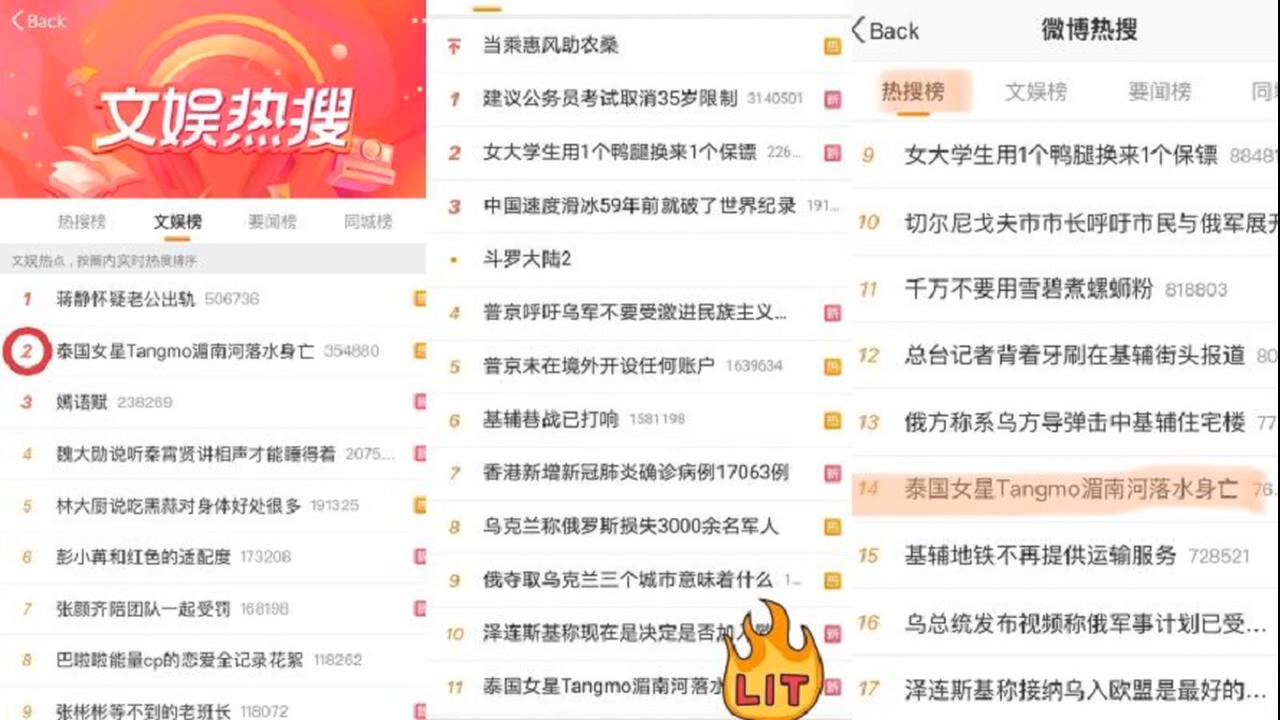 Back
文娱热搜
热搜榜 文娱榜 要闻榜 同城榜
文娱热点，按圈内实时热度排序
1 蒋静怀疑老公出轨 506736
2 泰国女星Tangmo湄南河落水身亡 354880
3 嫣语赋 238269
4 魏大勋说听秦霄贤讲相声才能睡得着 2075...
5 林大厨说吃黑蒜对身体好处很多 191325
6 彭小苒和红色的适配度 173208
7 张颜齐陪团队一起受罚 168198
8 巴啦啦能量cp的恋爱全记录花絮 118262
9 张彬彬等不到的老班长 118072
当乘惠风助农桑 热
1 建议公务员考试取消35岁限制 3140501 新
2 女大学生用1个鸭腿换来1个保镖 226... 新
3 中国速度滑冰59年前就破了世界纪录 191...
斗罗大陆2
4 普京呼吁乌军不要受激进民族主义... 新
5 普京未在境外开设任何账户 1639634 热
6 基辅巷战已打响 1581198 热
7 香港新增新冠肺炎确诊病例17063例 新
8 乌克兰称俄罗斯损失3000余名军人 热
9 俄夺取乌克兰三个城市意味着什么 1... 热
10 泽连斯基称现在是决定是否加入 新
11 泰国女星Tangmo湄南河落 新
LIT
Back
微博热搜
热搜榜 文娱榜 要闻榜 同
9 女大学生用1个鸭腿换来1个保镖 8848
10 切尔尼戈夫市市长呼吁市民与俄军展开
11 千万不要用雪碧煮螺蛳粉 818803
12 总台记者背着牙刷在基辅街头报道 80
13 俄方称系乌方导弹击中基辅住宅楼 77
14 泰国女星Tangmo湄南河落水身亡 76
15 基辅地铁不再提供运输服务 728521
16 乌总统发布视频称俄军事计划已受...
17 泽连斯基称接纳乌入欧盟是最好的...